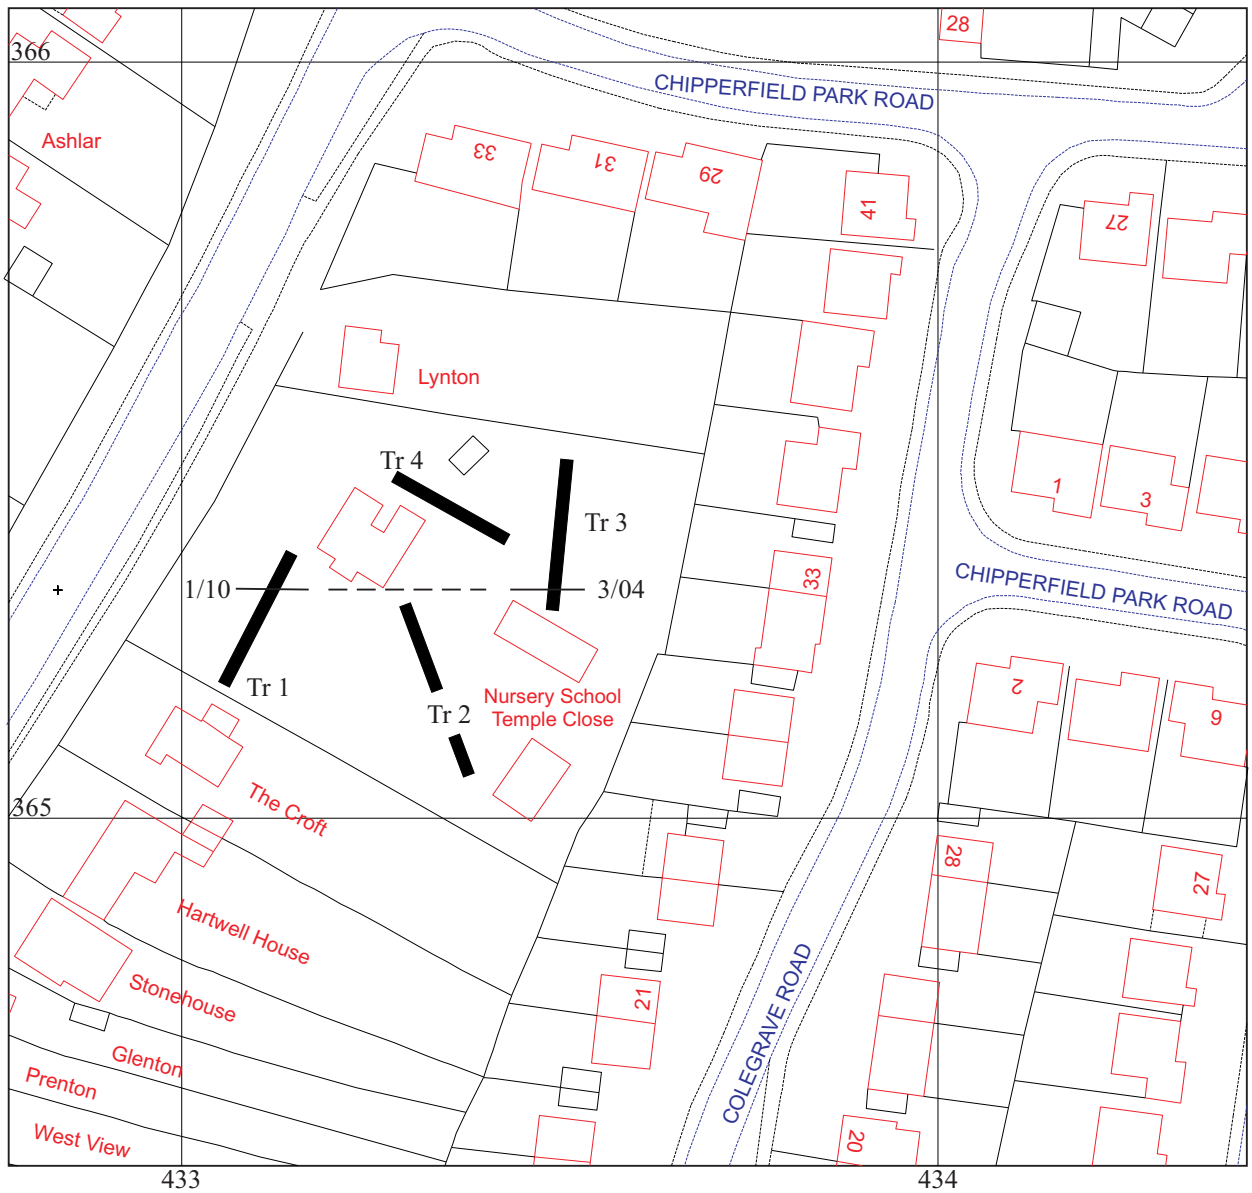 28
366
CHIPPERFIELD PARK ROAD
Ashlar
33
31
29
41
27
Lynton
Tr 4
Tr 3
1
3
33
1/10
3/04
CHIPPERFIELD PARK ROAD
Tr 1
Nursery School
Temple Close
Tr 2
2
6
365
The Croft
28
27
Hartwell House
Stonehouse
21
COLEGRAVE ROAD
Glenton
Prenton
West View
20
433
434